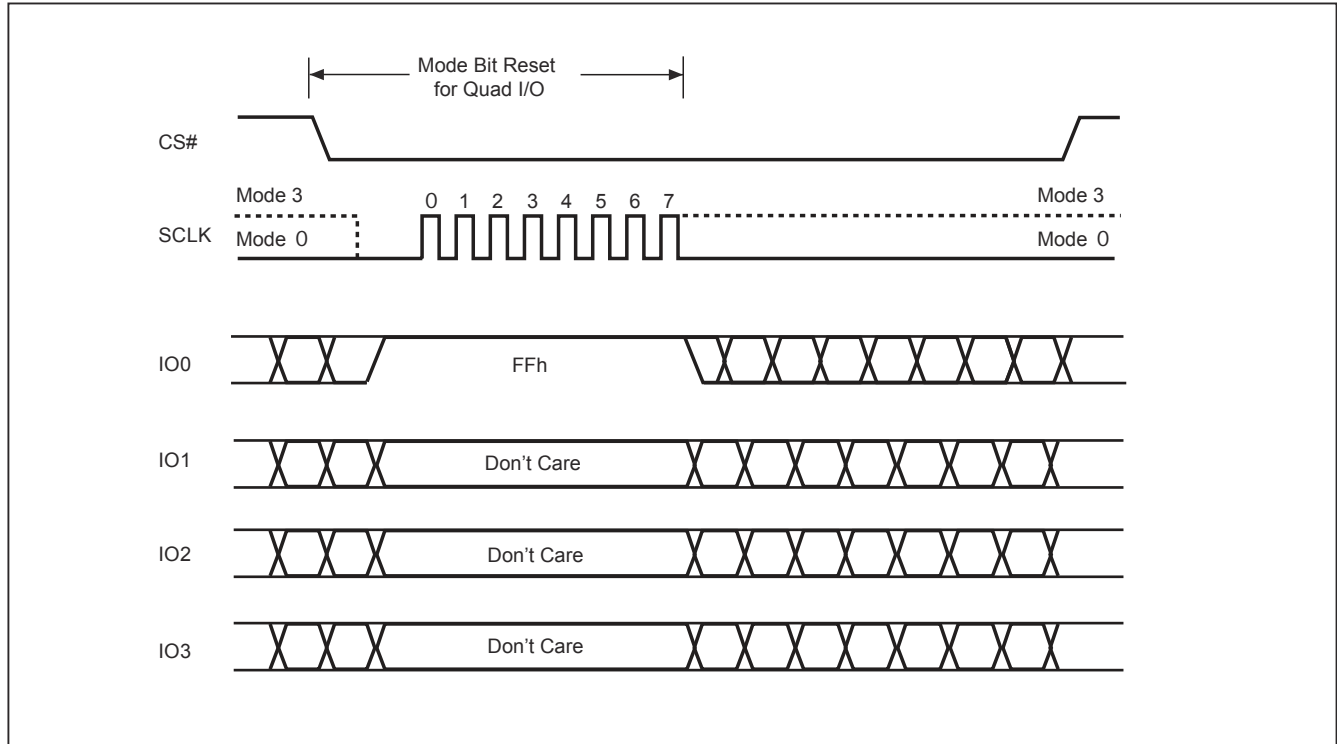 Mode Bit Reset
for Quad I/O
CS#
Mode 3
0 1 2 3 4 5 6 7
Mode 3
SCLK
Mode 0
Mode 0
IO0
FFh
IO1
Don't Care
IO2
Don't Care
IO3
Don't Care